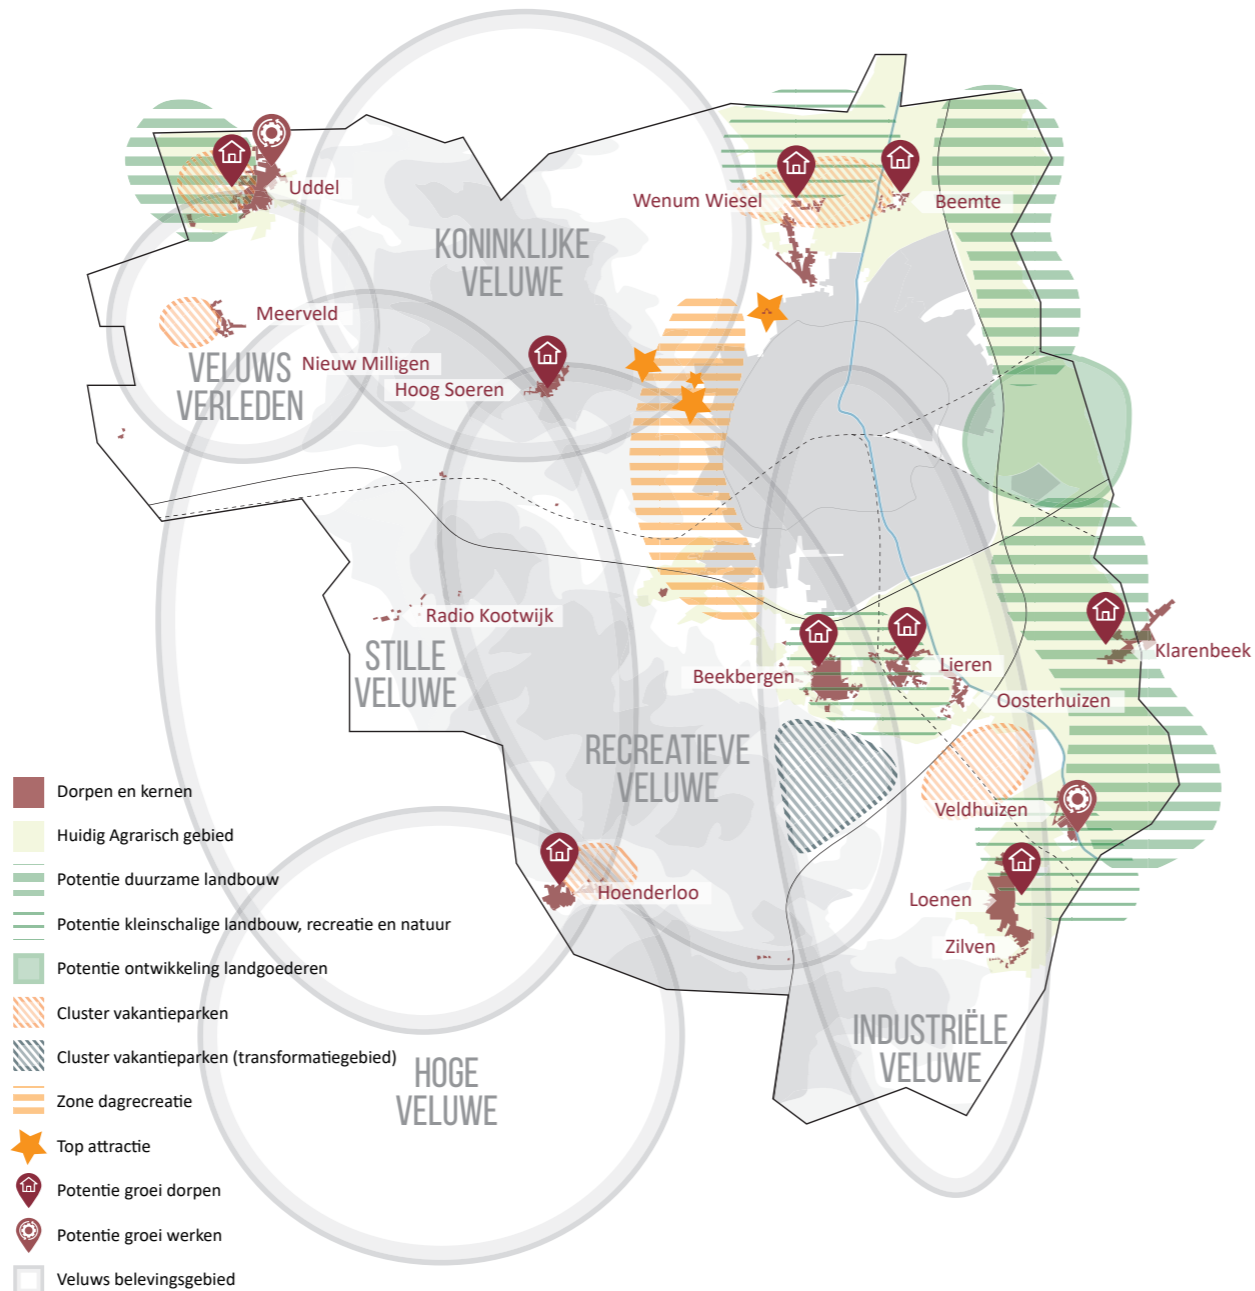 Uddel
Wenum Wiesel
Beemte
KONINKLIJKE
VELUWE
Meerveld
VELUWS
VERLEDEN
Nieuw Milligen
Hoog Soeren
Radio Kootwijk
STILLE
VELUWE
Beekbergen
Lieren
Klarenbeek
Oosterhuizen
RECREATIEVE
VELUWE
Veldhuizen
Hoenderloo
Loenen
Zilven
INDUSTRIËLE
VELUWE
HOGE
VELUWE
Dorpen en kernen
Huidig Agrarisch gebied
Potentie duurzame landbouw
Potentie kleinschalige landbouw, recreatie en natuur
Potentie ontwikkeling landgoederen
Cluster vakantieparken
Cluster vakantieparken (transformatiegebied)
Zone dagrecreatie
Top attractie
Potentie groei dorpen
Potentie groei werken
Veluws belevingsgebied